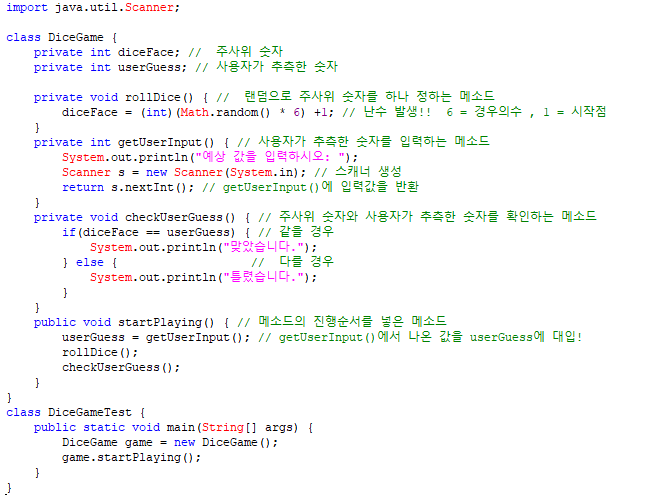 import java.util.Scanner;

class DiceGame {
    private int diceFace; //  주사위 숫자
    private int userGuess; // 사용자가 추측한 숫자

    private void rollDice() { //  랜덤으로 주사위 숫자를 하나 정하는 메소드
        diceFace = (int)(Math.random() * 6) +1; // 난수 발생!!  6 = 경우의수 , 1 = 시작점
    }
    private int getUserInput() { // 사용자가 추측한 숫자를 입력하는 메소드
        System.out.println("예상 값을 입력하시오: ");
        Scanner s = new Scanner(System.in); // 스캐너 생성
        return s.nextInt(); // getUserInput()에 입력값을 반환
    }
    private void checkUserGuess() { // 주사위 숫자와 사용자가 추측한 숫자를 확인하는 메소드
        if(diceFace == userGuess) { // 같을 경우
            System.out.println("맞았습니다.");
        } else {                   //  다를 경우
            System.out.println("틀렸습니다.");
        }
    }
    public void startPlaying() { // 메소드의 진행순서를 넣은 메소드
        userGuess = getUserInput(); // getUserInput()에서 나온 값을 userGuess에 대입!
        rollDice();
        checkUserGuess();
    }
}
class DiceGameTest {
    public static void main(String[] args) {
        DiceGame game = new DiceGame();
        game.startPlaying();
    }
}